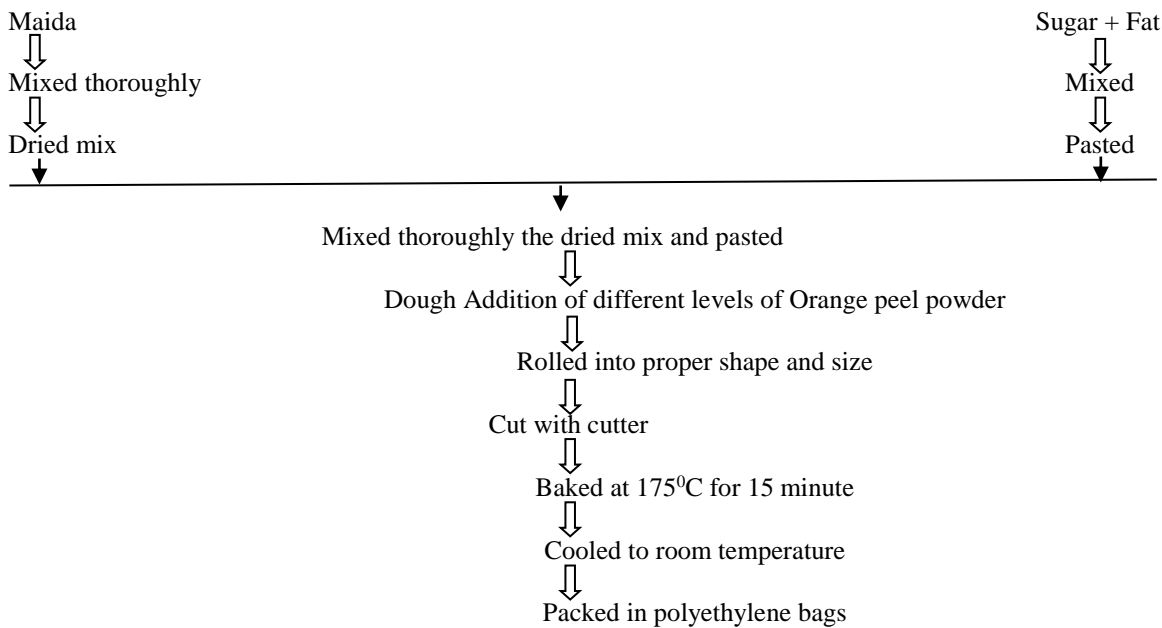 Maida
Sugar + Fat
Mixed thoroughly
Mixed
Dried mix
Pasted
Mixed thoroughly the dried mix and pasted
Dough Addition of different levels of Orange peel powder
Rolled into proper shape and size
Cut with cutter
Baked at 175⁰C for 15 minute
Cooled to room temperature
Packed in polyethylene bags